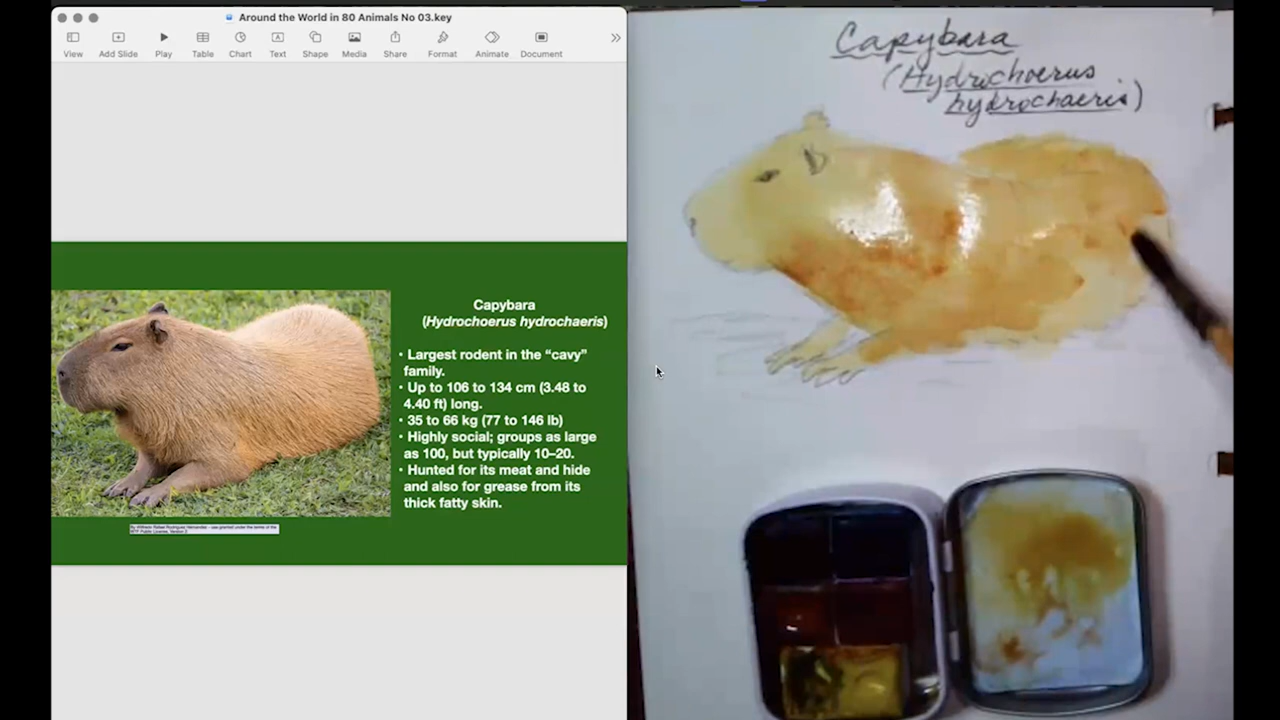 Around the World in 80 Animals No 03.key
View Add Slide Play Table Chart Text Shape Media Share Format Animate Document
Capybara
(Hydrochoerus hydrochaeris)
• Largest rodent in the “cavy”
family.
• Up to 106 to 134 cm (3.48 to
4.40 ft) long.
• 35 to 66 kg (77 to 146 lb)
• Highly social; groups as large
as 100, but typically 10–20.
• Hunted for its meat and hide
and also for grease from its
thick fatty skin.
Capybara
(Hydrochoerus
hydrochaeris)